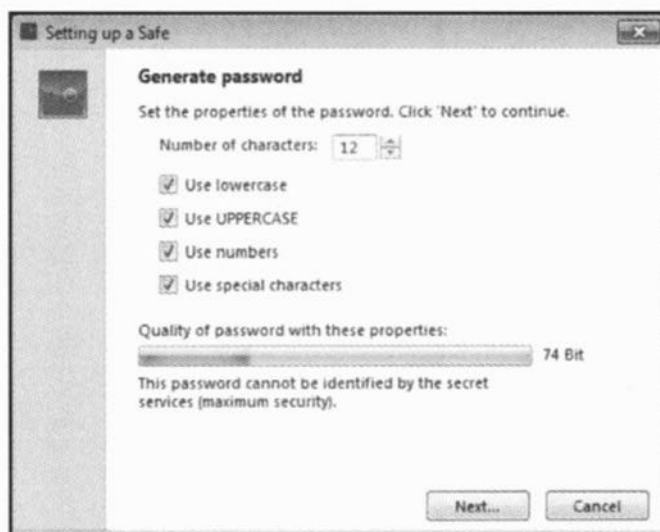 Setting up a Safe
Generate password
Set the properties of the password. Click 'Next' to continue.
Number of characters: 12
Use lowercase
Use UPPERCASE
Use numbers
Use special characters
Quality of password with these properties:
74 Bit
This password cannot be identified by the secret
services (maximum security).
Next... Cancel